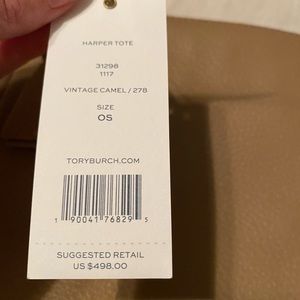 HARPER TOTE
31298
1117
VINTAGE CAMEL / 278
SIZE
OS
TORYBURCH.COM
1 90041 76829 5
SUGGESTED RETAIL
US $498.00